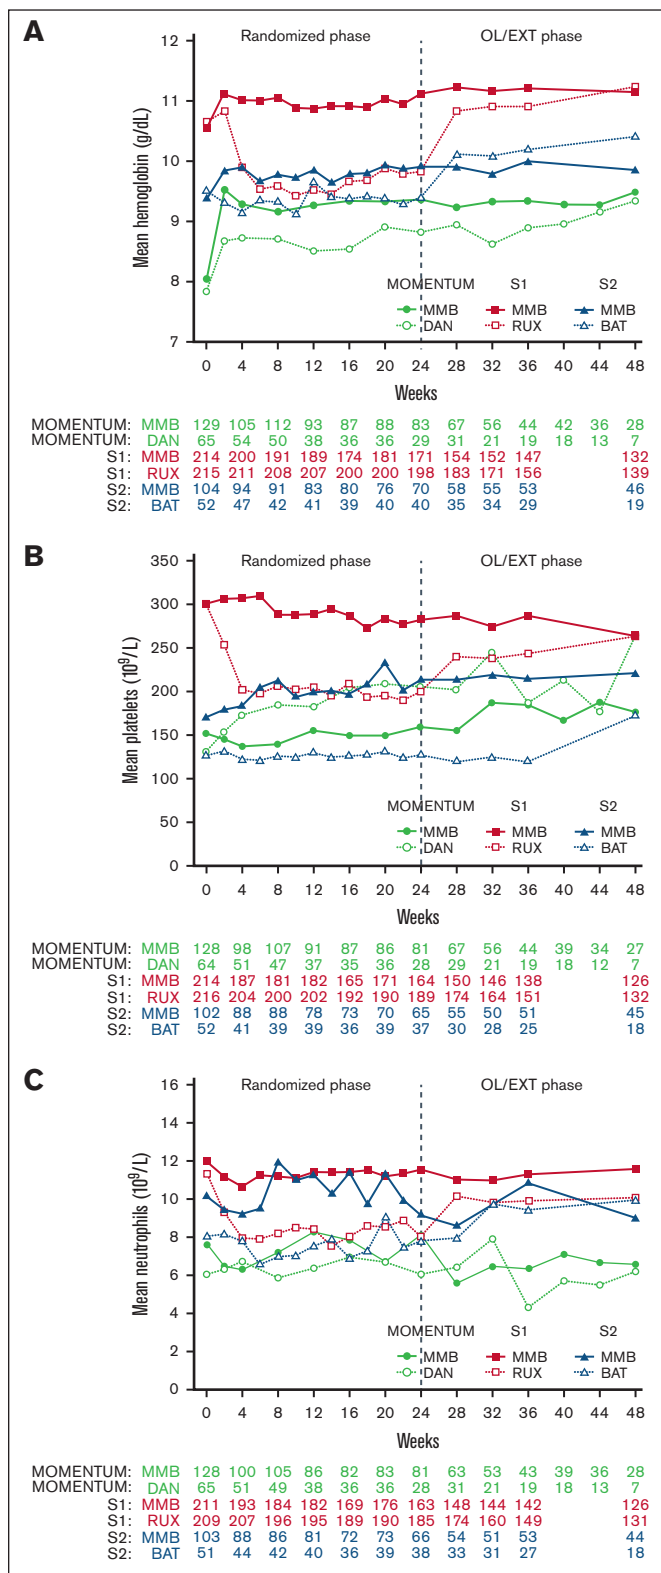 A
Randomized phase OL/EXT phase
Mean hemoglobin (g/dL)
12
11
10
9
8
7
MOMENTUM S1 S2
MMB MMB MMB
DAN RUX BAT
0 4 8 12 16 20 24 28 32 36 40 44 48
Weeks
MOMENTUM: MMB 129 105 112 93 87 88 83 67 56 44 42 36 28
MOMENTUM: DAN 65 54 50 38 36 36 29 31 21 19 18 13 7
S1: MMB 214 200 191 189 174 181 171 154 152 147 132
S1: RUX 215 211 208 207 200 200 198 183 171 156 139
S2: MMB 104 94 91 83 80 76 70 58 55 53 46
S2: BAT 52 47 42 41 39 40 40 35 34 29 19
B
Randomized phase OL/EXT phase
Mean platelets (10⁹/L)
350
300
250
200
150
100
50
0
MOMENTUM S1 S2
MMB MMB MMB
DAN RUX BAT
0 4 8 12 16 20 24 28 32 36 40 44 48
Weeks
MOMENTUM: MMB 128 98 107 91 87 86 81 67 56 44 39 34 27
MOMENTUM: DAN 64 51 47 37 35 36 28 29 21 19 18 12 7
S1: MMB 214 187 181 182 165 171 164 150 146 138 126
S1: RUX 216 204 200 202 192 190 189 174 164 151 132
S2: MMB 102 88 88 78 73 70 65 55 50 51 45
S2: BAT 52 41 39 39 36 39 37 30 28 25 18
C
Randomized phase OL/EXT phase
Mean neutrophils (10⁹/L)
16
14
12
10
8
6
4
2
0
MOMENTUM S1 S2
MMB MMB MMB
DAN RUX BAT
0 4 8 12 16 20 24 28 32 36 40 44 48
Weeks
MOMENTUM: MMB 128 100 105 86 82 83 81 63 53 43 39 36 28
MOMENTUM: DAN 65 51 49 38 36 36 28 31 21 19 18 13 7
S1: MMB 211 193 184 182 169 176 163 148 144 142 126
S1: RUX 209 207 196 195 189 190 185 174 160 149 131
S2: MMB 103 88 86 81 72 73 66 54 51 53 44
S2: BAT 51 44 42 40 36 39 38 33 31 27 18